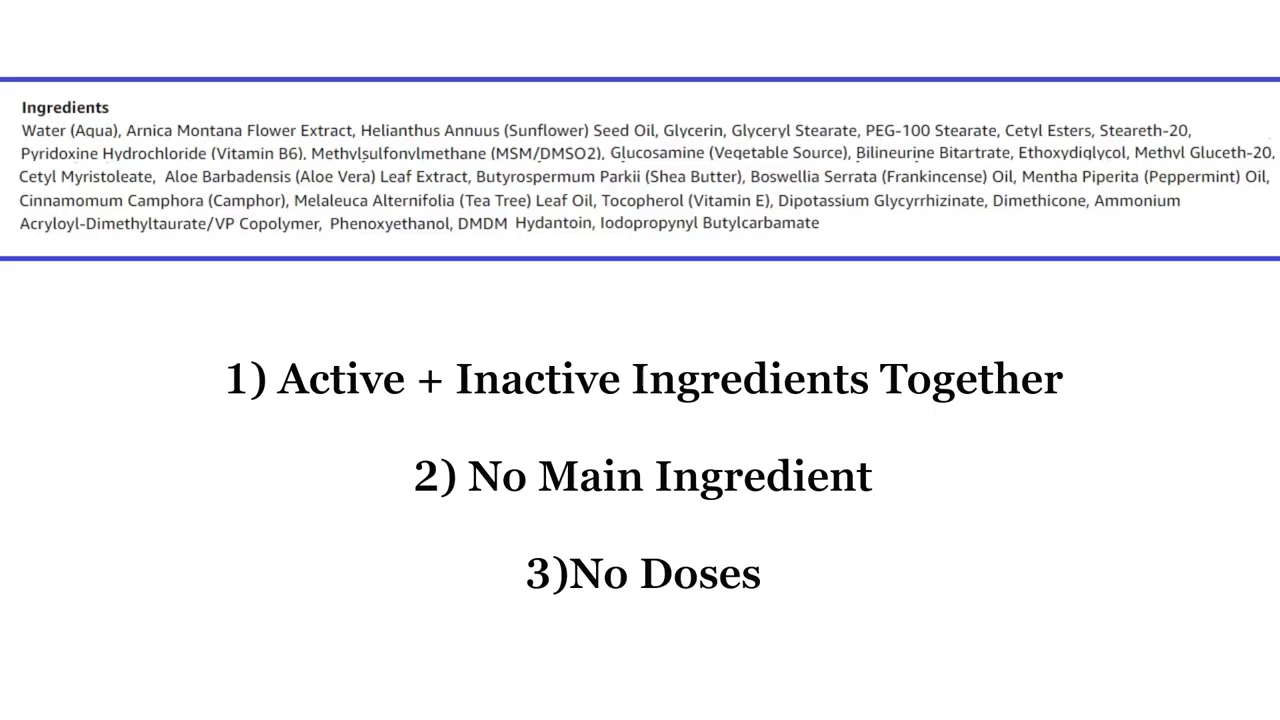 Ingredients
Water (Aqua), Arnica Montana Flower Extract, Helianthus Annuus (Sunflower) Seed Oil, Glycerin, Glyceryl Stearate, PEG-100 Stearate, Cetyl Esters, Steareth-20,
Pyridoxine Hydrochloride (Vitamin B6), Methylsulfonylmethane (MSM/DMSO2), Glucosamine (Vegetable Source), Bilineurine Bitartrate, Ethoxydiglycol, Methyl Gluceth-20,
Cetyl Myristoleate, Aloe Barbadensis (Aloe Vera) Leaf Extract, Butyrospermum Parkii (Shea Butter), Boswellia Serrata (Frankincense) Oil, Mentha Piperita (Peppermint) Oil,
Cinnamomum Camphora (Camphor), Melaleuca Alternifolia (Tea Tree) Leaf Oil, Tocopherol (Vitamin E), Dipotassium Glycyrrhizinate, Dimethicone, Ammonium
Acryloyl-Dimethyltaurate/VP Copolymer, Phenoxyethanol, DMDM Hydantoin, Iodopropynyl Butylcarbamate
1) Active + Inactive Ingredients Together
2) No Main Ingredient
3)No Doses